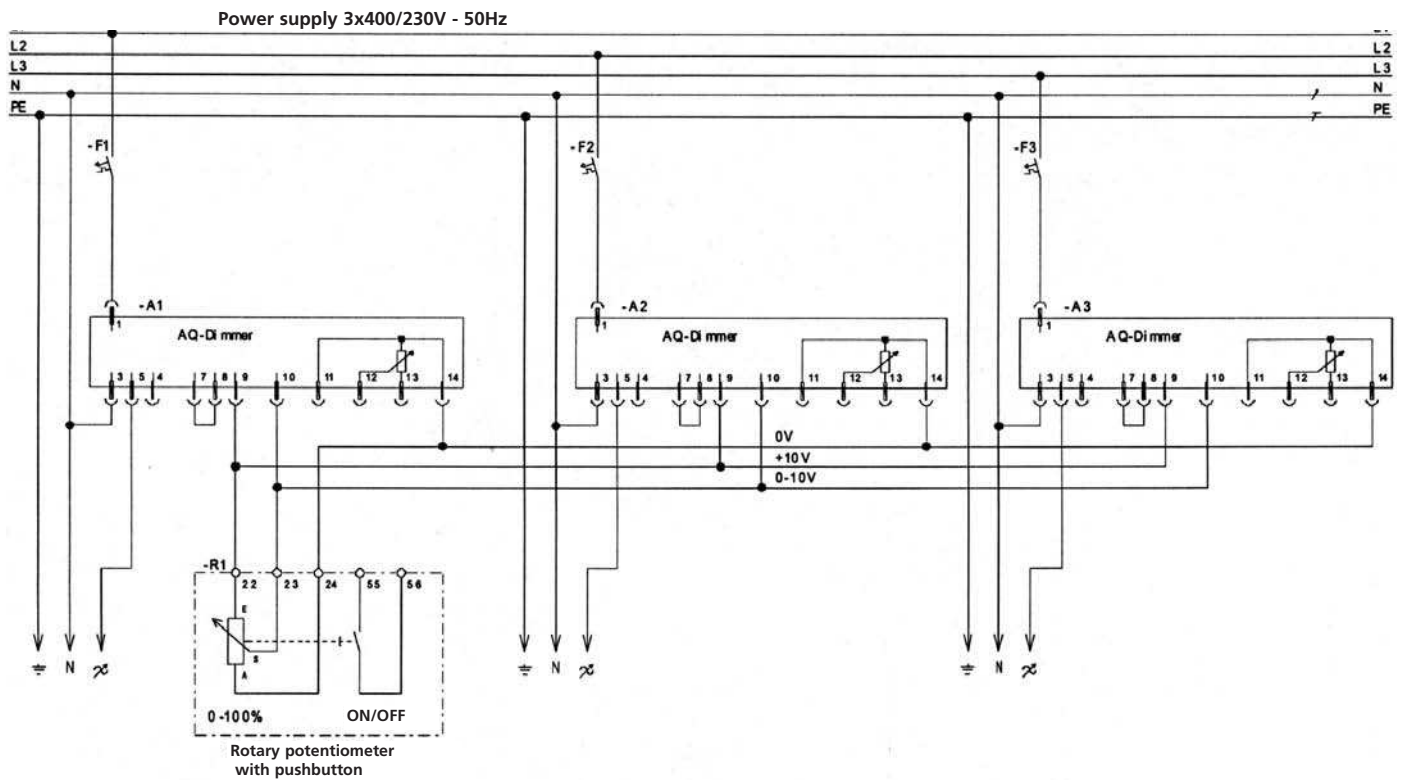 Power supply 3x400/230V - 50Hz
L2
L2
L3
L3
N
N
PE
PE
-F1
-F2
-F3
-A1
-A2
-A3
1
AQ-Dimmer
1
AQ-Dimmer
1
AQ-Dimmer
3 5 4 7 8 9 10 11 12 13 14
3 5 4 7 8 9 10 11 12 13 14
3 5 4 7 8 9 10 11 12 13 14
0V
+10V
0-10V
-R1
22 23 24 55 56
E
S
A
N
N
N
0-100%
ON/OFF
Rotary potentiometer
with pushbutton